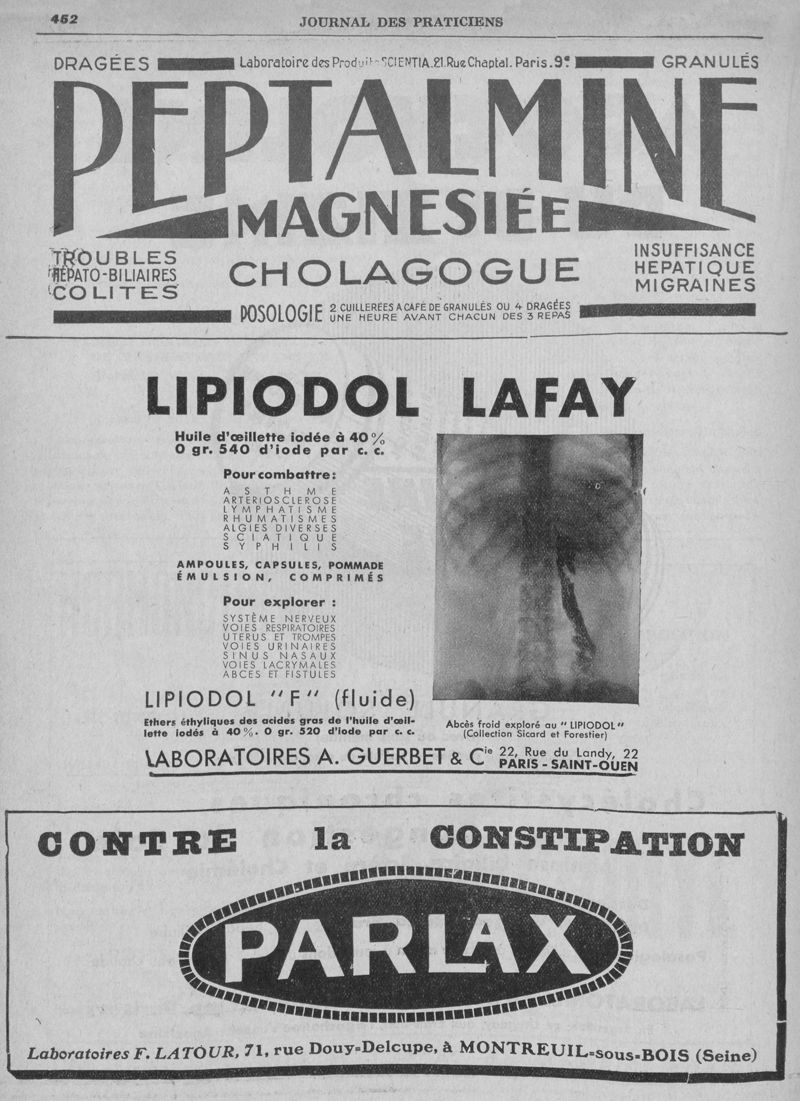 452
JOURNAL DES PRATICIENS
DRAGÉES
Laboratoire des Produits SCIENTIA. 21. Rue Chaptal. Paris. 9e
GRANULÉS
PEPTALMINE
MAGNESIÉE
TROUBLES
HÉPATO-BILIAIRES
COLITES
CHOLAGOGUE
INSUFFISANCE
HEPATIQUE
MIGRAINES
POSOLOGIE
2 CUILLERÉES A CAFÉ DE GRANULÉS OU 4 DRAGÉES
UNE HEURE AVANT CHACUN DES 3 REPAS
LIPIODOL LAFAY
Huile d'œillette iodée à 40%
0 gr. 540 d'iode par c. c.
Pour combattre:
ASTHME
ARTERIOSCLEROSE
LYMPHATISME
RHUMATISMES
ALGIES DIVERSES
SCIATIQUE
SYPHILIS
AMPOULES, CAPSULES, POMMADE
ÉMULSION, COMPRIMÉS
Pour explorer :
SYSTÈME NERVEUX
VOIES RESPIRATOIRES
UTERUS ET TROMPES
VOIES URINAIRES
SINUS NASAUX
VOIES LACRYMALES
ABCES ET FISTULES
LIPIODOL "F" (fluide)
Ethers éthyliques des acides gras de l'huile d'œil-
lette iodés à 40%. 0 gr. 520 d'iode par c. c.
Abcès froid exploré au "LIPIODOL"
(Collection Sicard et Forestier)
LABORATOIRES A. GUERBET & Cie
22, Rue du Landy, 22
PARIS - SAINT-OUEN
CONTRE la CONSTIPATION
PARLAX
Laboratoires F. LATOUR, 71, rue Douy=Delcupe, à MONTREUIL=sous=BOIS (Seine)